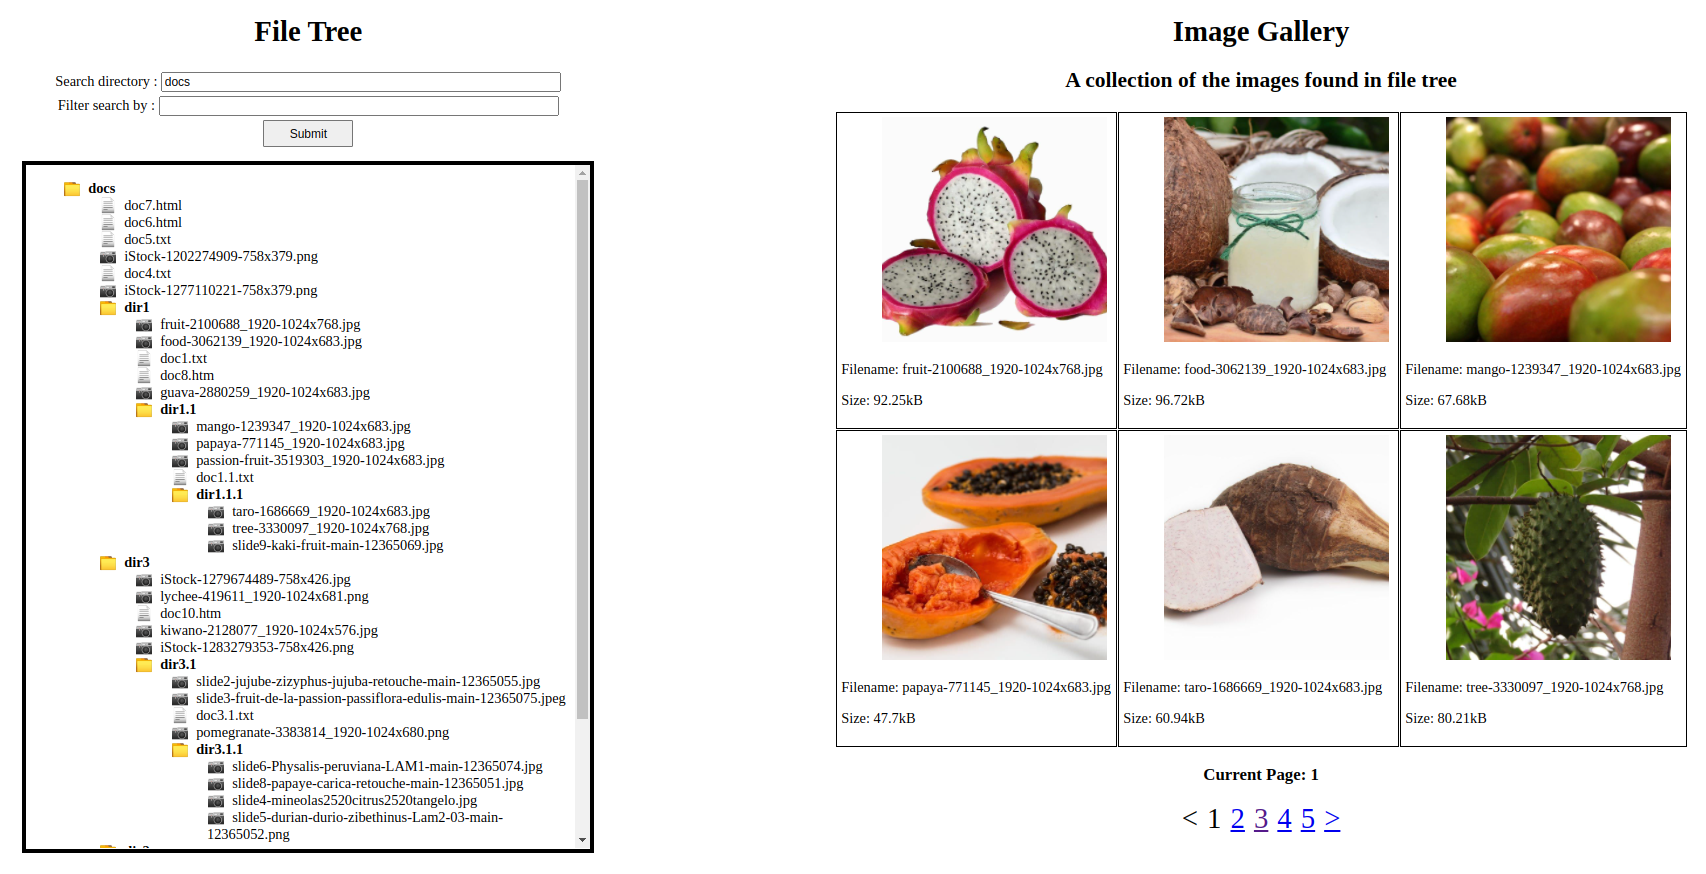 File Tree
Search directory : docs
Filter search by :
Submit
docs
doc7.html
doc6.html
doc5.txt
iStock-1202274909-758x379.png
doc4.txt
iStock-1277110221-758x379.png
dir1
fruit-2100688_1920-1024x768.jpg
food-3062139_1920-1024x683.jpg
doc1.txt
doc8.htm
guava-2880259_1920-1024x683.jpg
dir1.1
mango-1239347_1920-1024x683.jpg
papaya-771145_1920-1024x683.jpg
passion-fruit-3519303_1920-1024x683.jpg
doc1.1.txt
dir1.1.1
taro-1686669_1920-1024x683.jpg
tree-3330097_1920-1024x768.jpg
slide9-kaki-fruit-main-12365069.jpg
dir3
iStock-1279674489-758x426.jpg
lychee-419611_1920-1024x681.png
doc10.htm
kiwano-2128077_1920-1024x576.jpg
iStock-1283279353-758x426.png
dir3.1
slide2-jujube-zizyphus-jujuba-retouche-main-12365055.jpg
slide3-fruit-de-la-passion-passiflora-edulis-main-12365075.jpeg
doc3.1.txt
pomegranate-3383814_1920-1024x680.png
dir3.1.1
slide6-Physalis-peruviana-LAM1-main-12365074.jpg
slide8-papaye-carica-retouche-main-12365051.jpg
slide4-mineolas2520citrus2520tangelo.jpg
slide5-durian-durio-zibethinus-Lam2-03-main-
12365052.png
Image Gallery
A collection of the images found in file tree
Filename: fruit-2100688_1920-1024x768.jpg
Size: 92.25kB
Filename: food-3062139_1920-1024x683.jpg
Size: 96.72kB
Filename: mango-1239347_1920-1024x683.jpg
Size: 67.68kB
Filename: papaya-771145_1920-1024x683.jpg
Size: 47.7kB
Filename: taro-1686669_1920-1024x683.jpg
Size: 60.94kB
Filename: tree-3330097_1920-1024x768.jpg
Size: 80.21kB
Current Page: 1
< 1 2 3 4 5 >